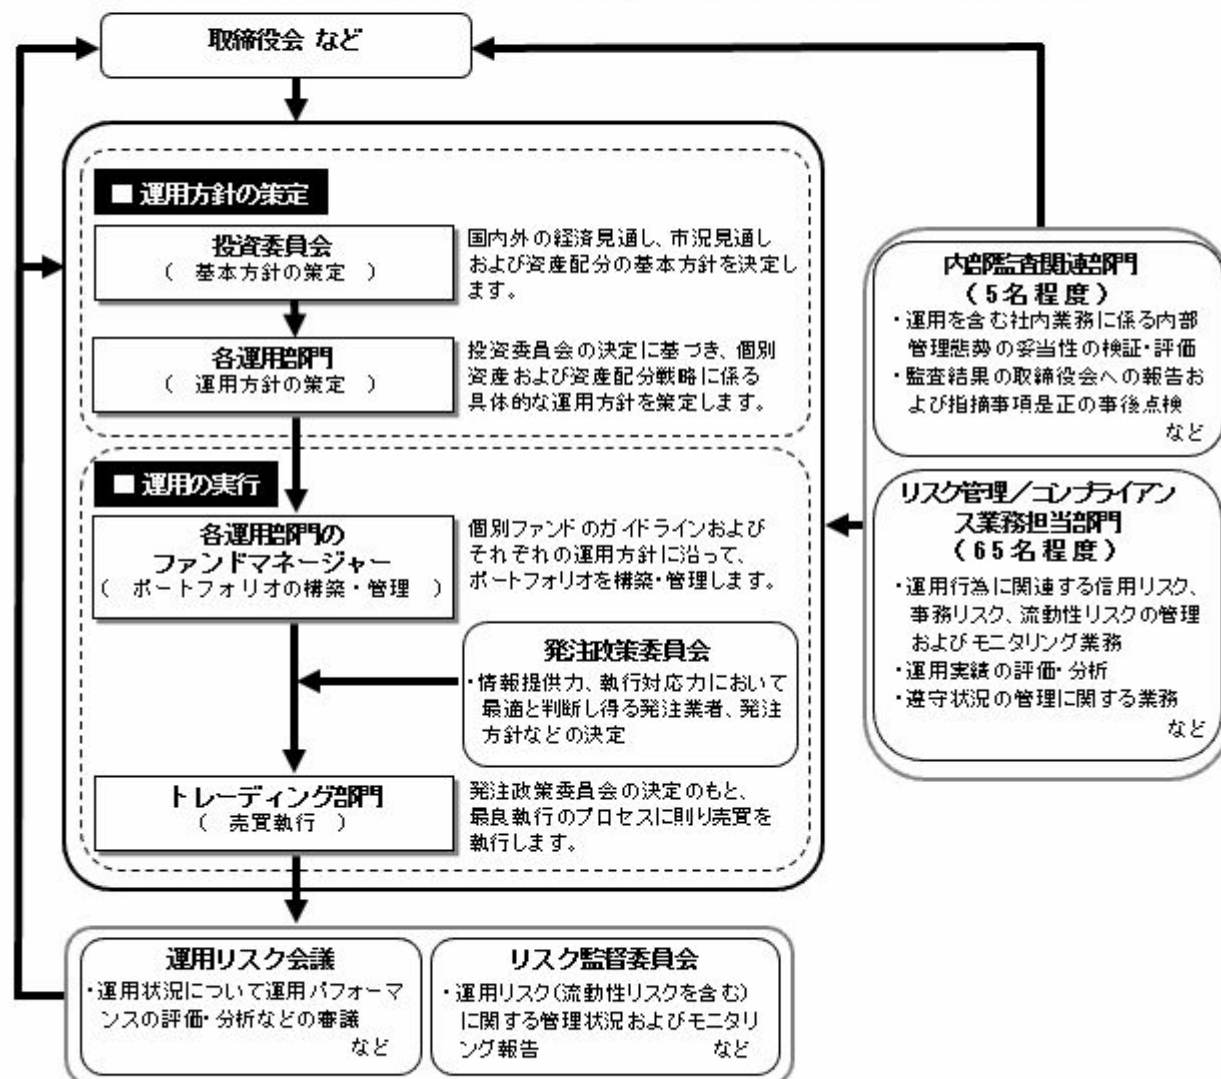 取締役会 など
■ 運用方針の策定
投資委員会
( 基本方針の策定 )
国内外の経済見通し、市況見通し
および資産配分の基本方針を決定し
ます。
各運用部門
( 運用方針の策定 )
投資委員会の決定に基づき、個別
資産および資産配分戦略に係る
具体的な運用方針を策定します。
■ 運用の実行
各運用部門の
ファンドマネージャー
( ポートフォリオの構築・管理 )
個別ファンドのガイドラインおよび
それぞれの運用方針に沿って、
ポートフォリオを構築・管理します。
発注政策委員会
・情報提供力、執行対応力において
最適と判断し得る発注業者、発注
方針などの決定
トレーディング部門
( 売買執行 )
発注政策委員会の決定のもと、
最良執行のプロセスに則り売買を
執行します。
内部監査関連部門
(5名程度)
・運用を含む社内業務に係る内部
管理態勢の妥当性の検証・評価
・監査結果の取締役会への報告お
よび指摘事項是正の事後点検
など
リスク管理/コンプライアン
ス業務担当部門
(65名程度)
・運用行為に関連する信用リスク、
事務リスク、流動性リスクの管理
およびモニタリング業務
・運用実績の評価・分析
・遵守状況の管理に関する業務
など
運用リスク会議
・運用状況について運用パフォーマ
ンスの評価・分析などの審議
など
リスク監督委員会
・運用リスク(流動性リスクを含む)
に関する管理状況およびモニタリ
ング報告 など